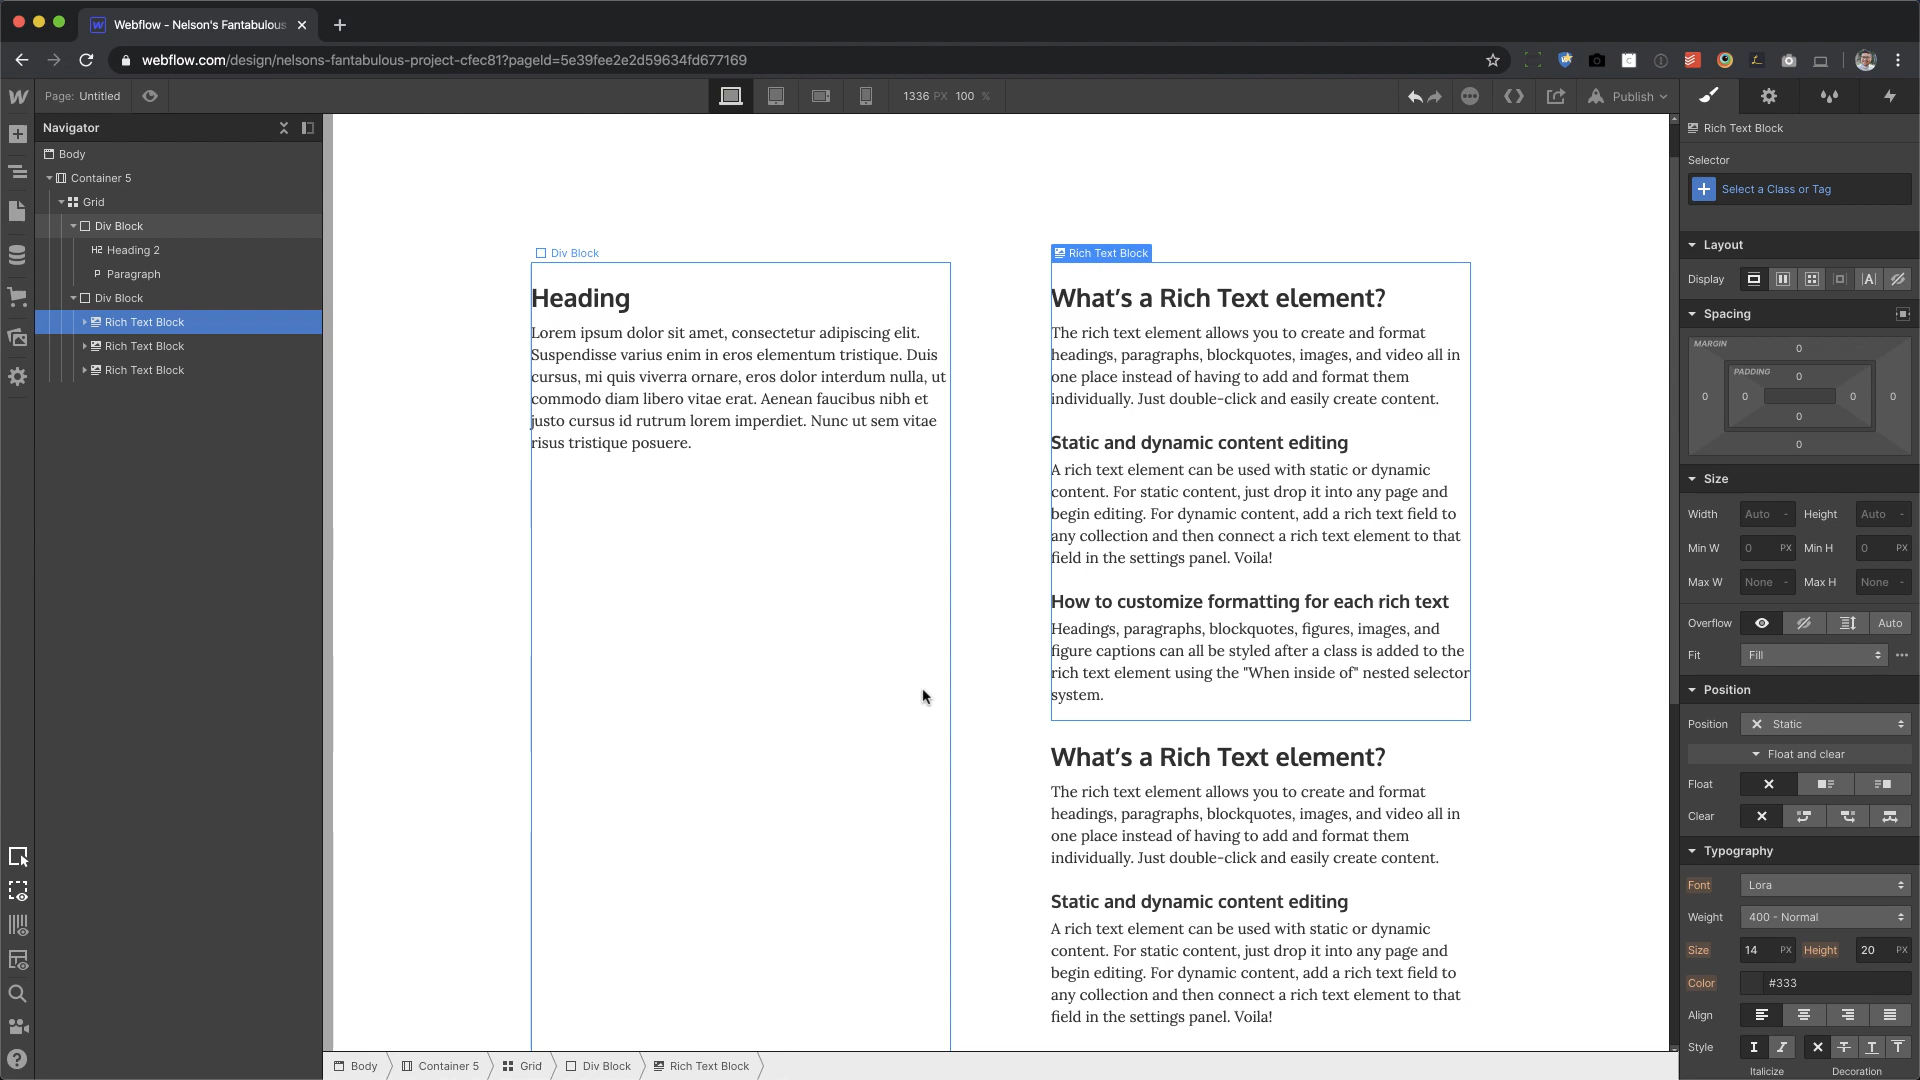 Webflow - Nelson's Fantabulous
webflow.com/design/nelsons-fantabulous-project-cfec81?pageId=5e39fee2e2d59634fd677169
Page: Untitled
1336 PX 100 %
Publish
Navigator
Body
Container 5
Grid
Div Block
H2 Heading 2
P Paragraph
Div Block
Rich Text Block
Rich Text Block
Rich Text Block
Div Block
Heading
Lorem ipsum dolor sit amet, consectetur adipiscing elit.
Suspendisse varius enim in eros elementum tristique. Duis
cursus, mi quis viverra ornare, eros dolor interdum nulla, ut
commodo diam libero vitae erat. Aenean faucibus nibh et
justo cursus id rutrum lorem imperdiet. Nunc ut sem vitae
risus tristique posuere.
Rich Text Block
What's a Rich Text element?
The rich text element allows you to create and format
headings, paragraphs, blockquotes, images, and video all in
one place instead of having to add and format them
individually. Just double-click and easily create content.
Static and dynamic content editing
A rich text element can be used with static or dynamic
content. For static content, just drop it into any page and
begin editing. For dynamic content, add a rich text field to
any collection and then connect a rich text element to that
field in the settings panel. Voila!
How to customize formatting for each rich text
Headings, paragraphs, blockquotes, figures, images, and
figure captions can all be styled after a class is added to the
rich text element using the "When inside of" nested selector
system.
What's a Rich Text element?
The rich text element allows you to create and format
headings, paragraphs, blockquotes, images, and video all in
one place instead of having to add and format them
individually. Just double-click and easily create content.
Static and dynamic content editing
A rich text element can be used with static or dynamic
content. For static content, just drop it into any page and
begin editing. For dynamic content, add a rich text field to
any collection and then connect a rich text element to that
field in the settings panel. Voila!
Body Container 5 Grid Div Block Rich Text Block
Rich Text Block
Selector
Select a Class or Tag
Layout
Display
Spacing
MARGIN
0
PADDING
0
0 0 0 0
0
0
Size
Width Auto - Height Auto -
Min W 0 PX Min H 0 PX
Max W None - Max H None -
Overflow Auto
Fit Fill
Position
Position Static
Float and clear
Float
Clear
Typography
Font Lora
Weight 400 - Normal
Size 14 PX Height 20 PX
Color #333
Align
Style
Italicize Decoration